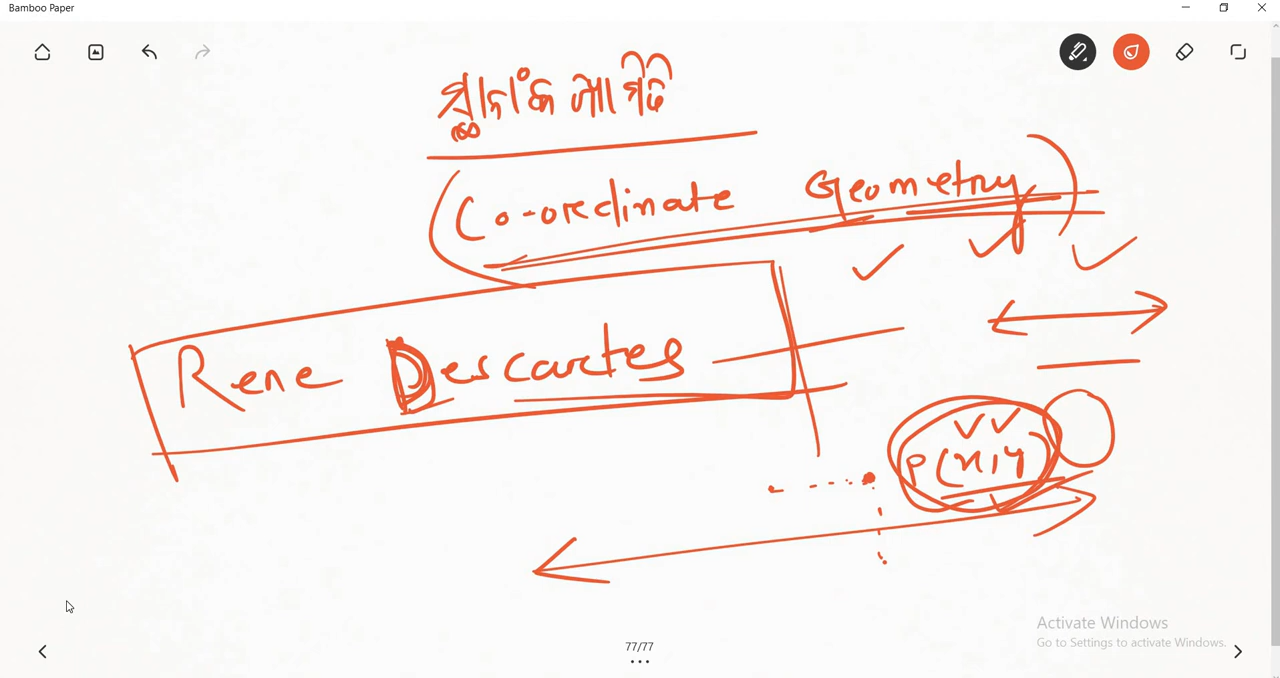 Bamboo Paper
ସ୍ଥାନାଂକ ଜ୍ୟାମିତି
(Co-ordinate Geometry)
Rene Descartes
P(x,y)
Activate Windows
Go to Settings to activate Windows.
77/77